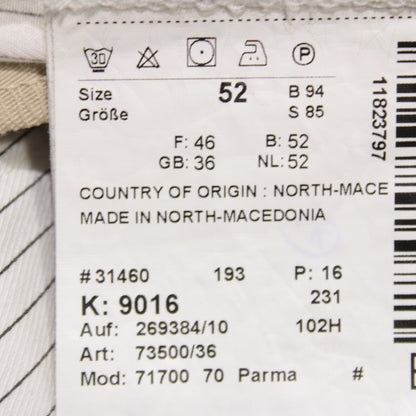 30
P
Size 52 B 94
Größe S 85
F: 46 B: 52
GB: 36 NL: 52
COUNTRY OF ORIGIN : NORTH-MACE
MADE IN NORTH-MACEDONIA
# 31460 193 P: 16
K: 9016 231
Auf: 269384/10 102H
Art: 73500/36
Mod: 71700 70 Parma #
11823797